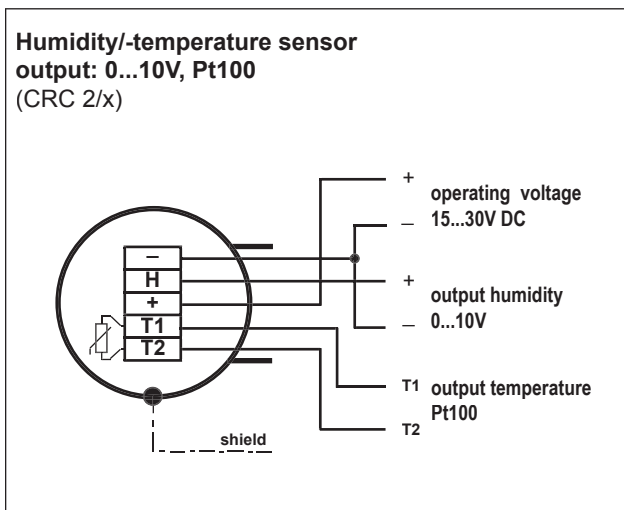 Humidity/-temperature sensor
output: 0...10V, Pt100
(CRC 2/x)
+
operating voltage
– 15...30V DC
–
H
+
T1
T2
+
output humidity
– 0...10V
T1 output temperature
Pt100
T2
shield